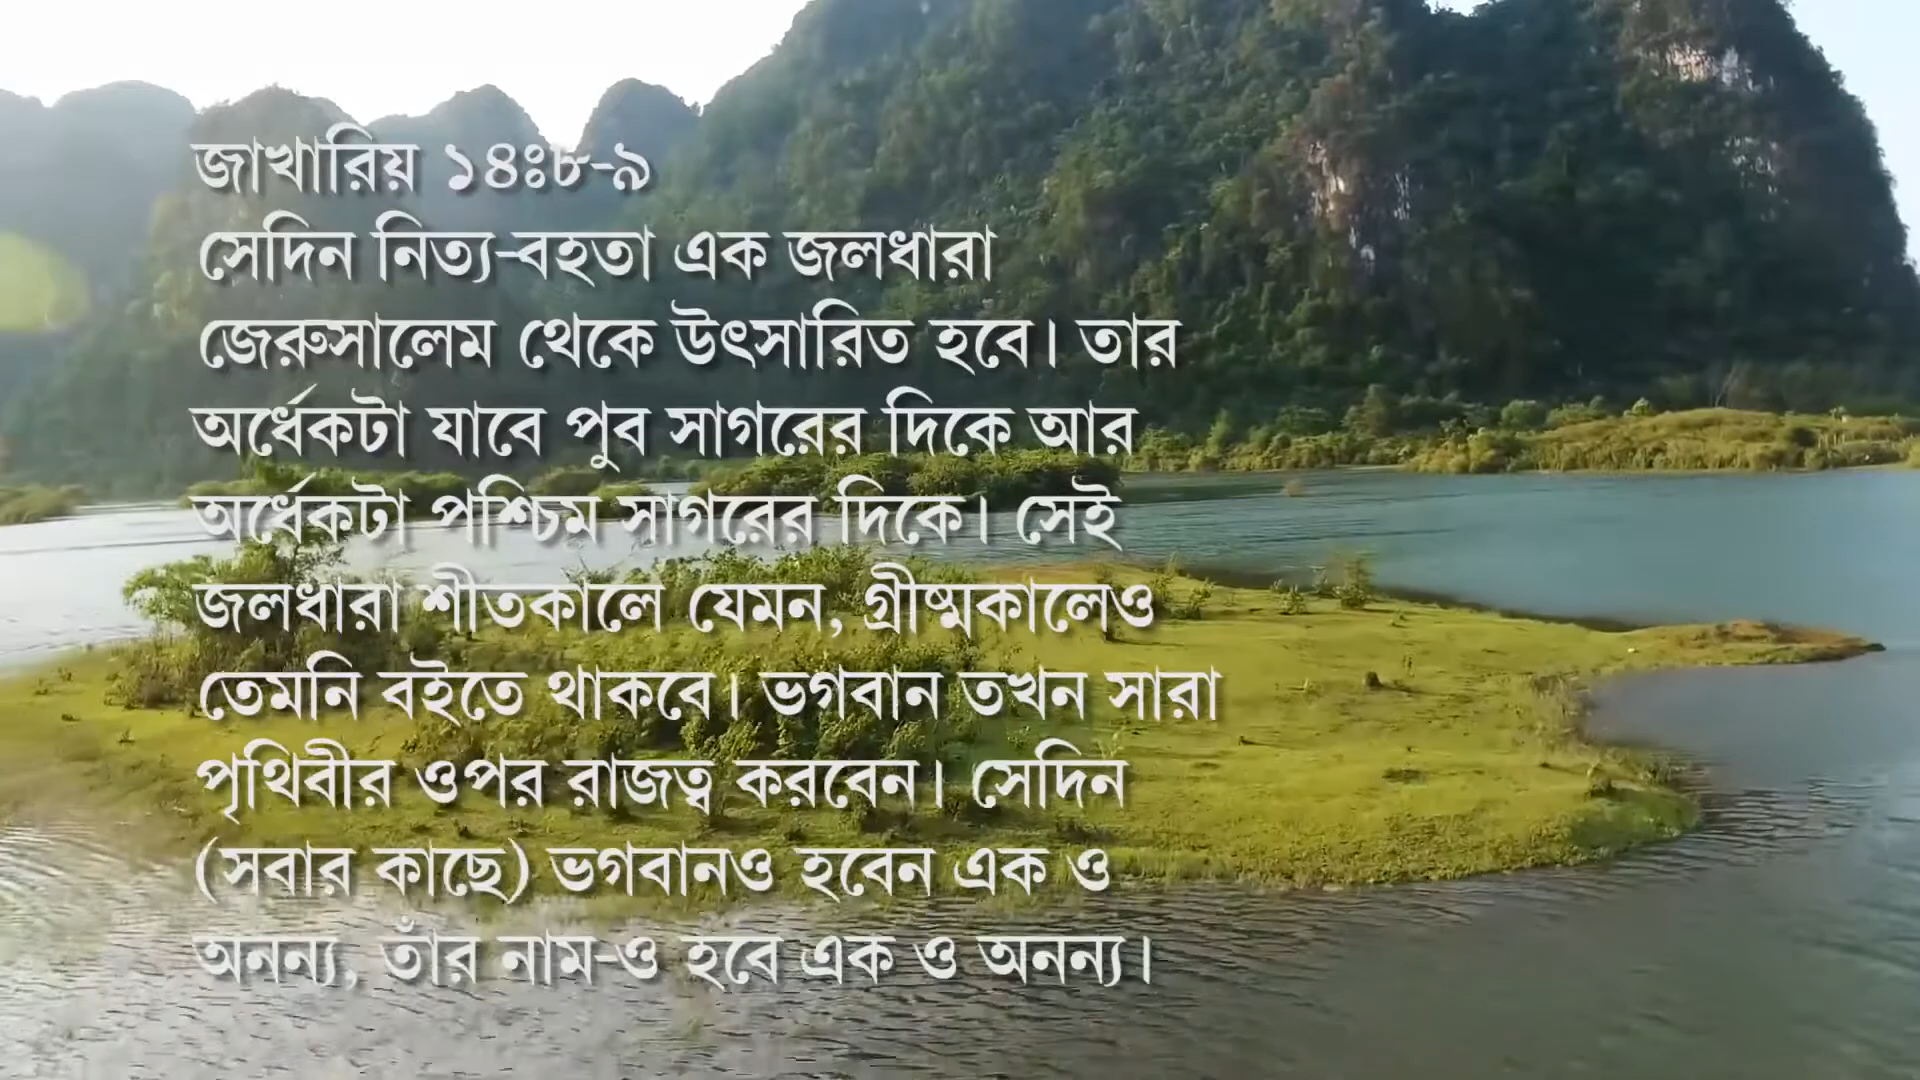 জাখারিয় ১৪ঃ৮-৯
সেদিন নিত্য-বহতা এক জলধারা
জেরুসালেম থেকে উৎসারিত হবে। তার
অর্ধেকটা যাবে পুব সাগরের দিকে আর
অর্ধেকটা পশ্চিম সাগরের দিকে। সেই
জলধারা শীতকালে যেমন, গ্রীষ্মকালেও
তেমনি বইতে থাকবে। ভগবান তখন সারা
পৃথিবীর ওপর রাজত্ব করবেন। সেদিন
(সবার কাছে) ভগবানও হবেন এক ও
অনন্য, তাঁর নাম-ও হবে এক ও অনন্য।